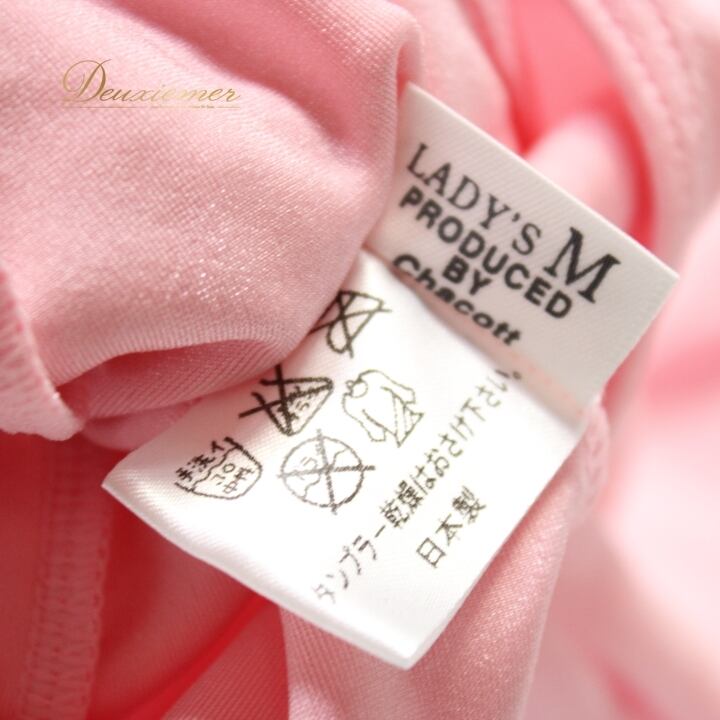 Deuxiemer
LADY'S M
PRODUCED
BY
Chacott
手洗イ
30
中性
タンブラー乾燥はおさけ下さい。
日本製